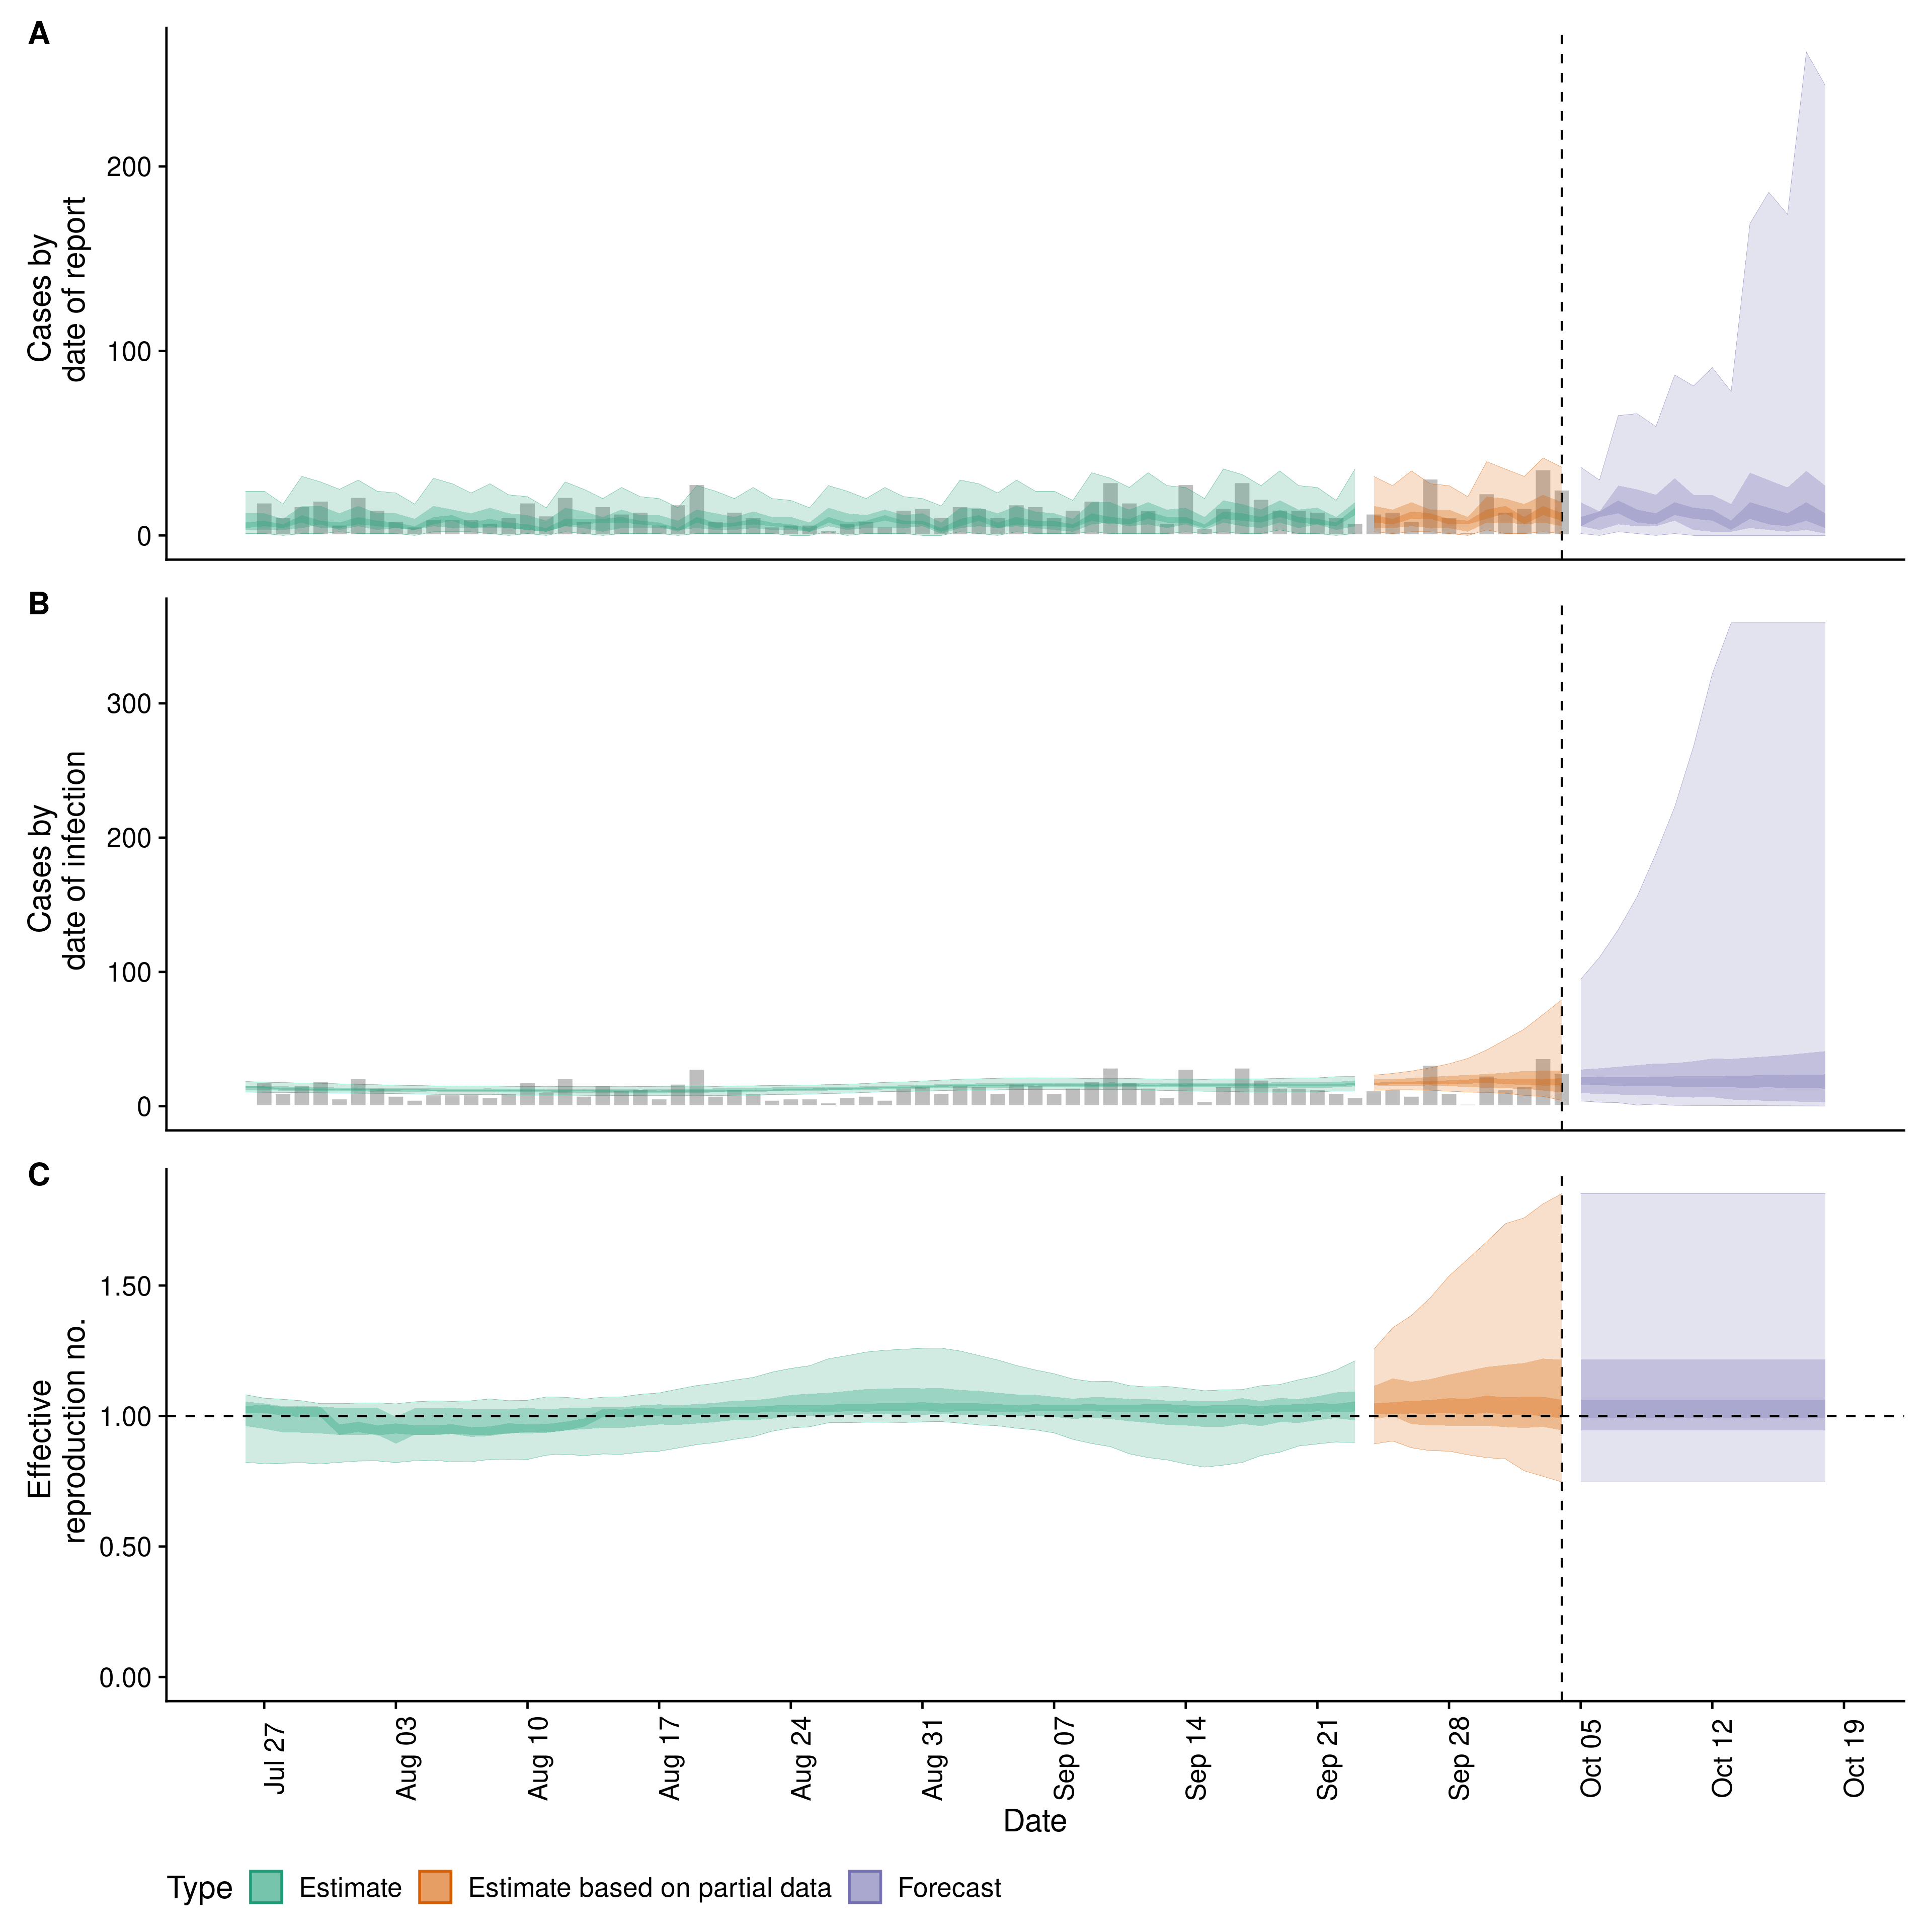 A
Cases by
date of report
200
100
0
B
Cases by
date of infection
300
200
100
0
C
Effective
reproduction no.
1.50
1.00
0.50
0.00
Jul 27
Aug 03
Aug 10
Aug 17
Aug 24
Aug 31
Sep 07
Sep 14
Sep 21
Sep 28
Oct 05
Oct 12
Oct 19
Date
Type
Estimate
Estimate based on partial data
Forecast